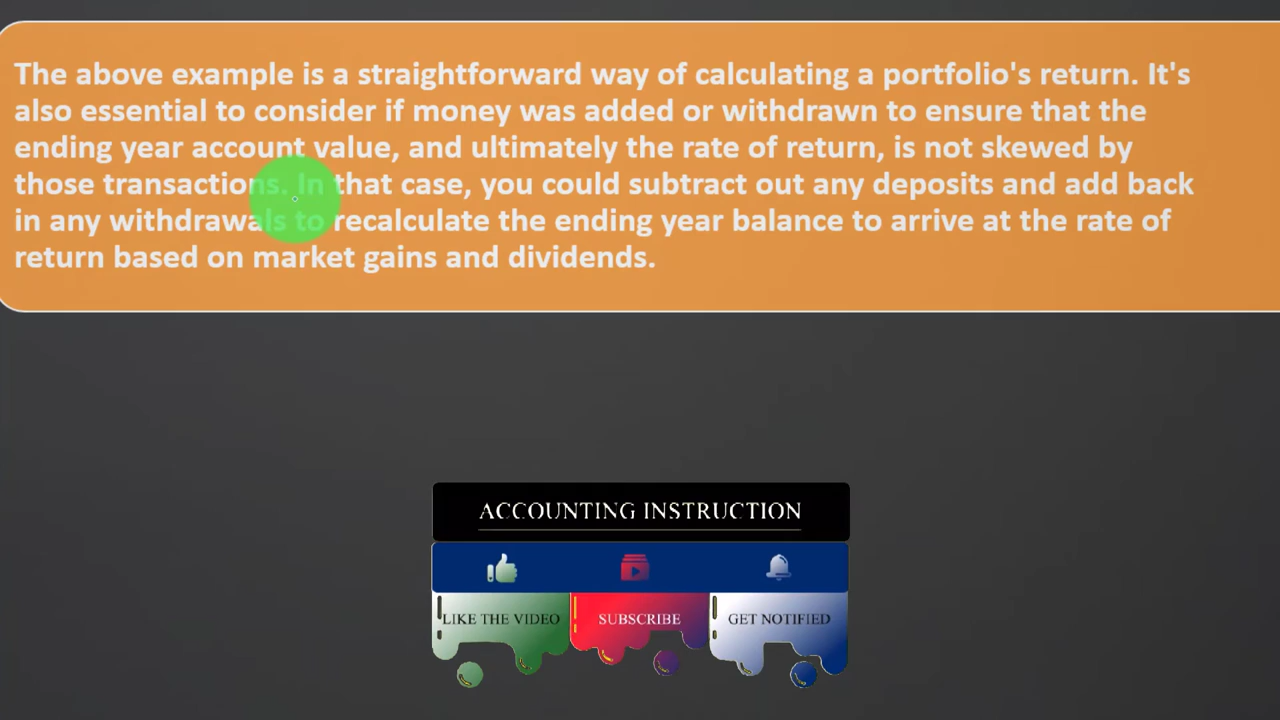 The above example is a straightforward way of calculating a portfolio's return. It's
also essential to consider if money was added or withdrawn to ensure that the
ending year account value, and ultimately the rate of return, is not skewed by
those transactions. In that case, you could subtract out any deposits and add back
in any withdrawals to recalculate the ending year balance to arrive at the rate of
return based on market gains and dividends.
ACCOUNTING INSTRUCTION
LIKE THE VIDEO SUBSCRIBE GET NOTIFIED